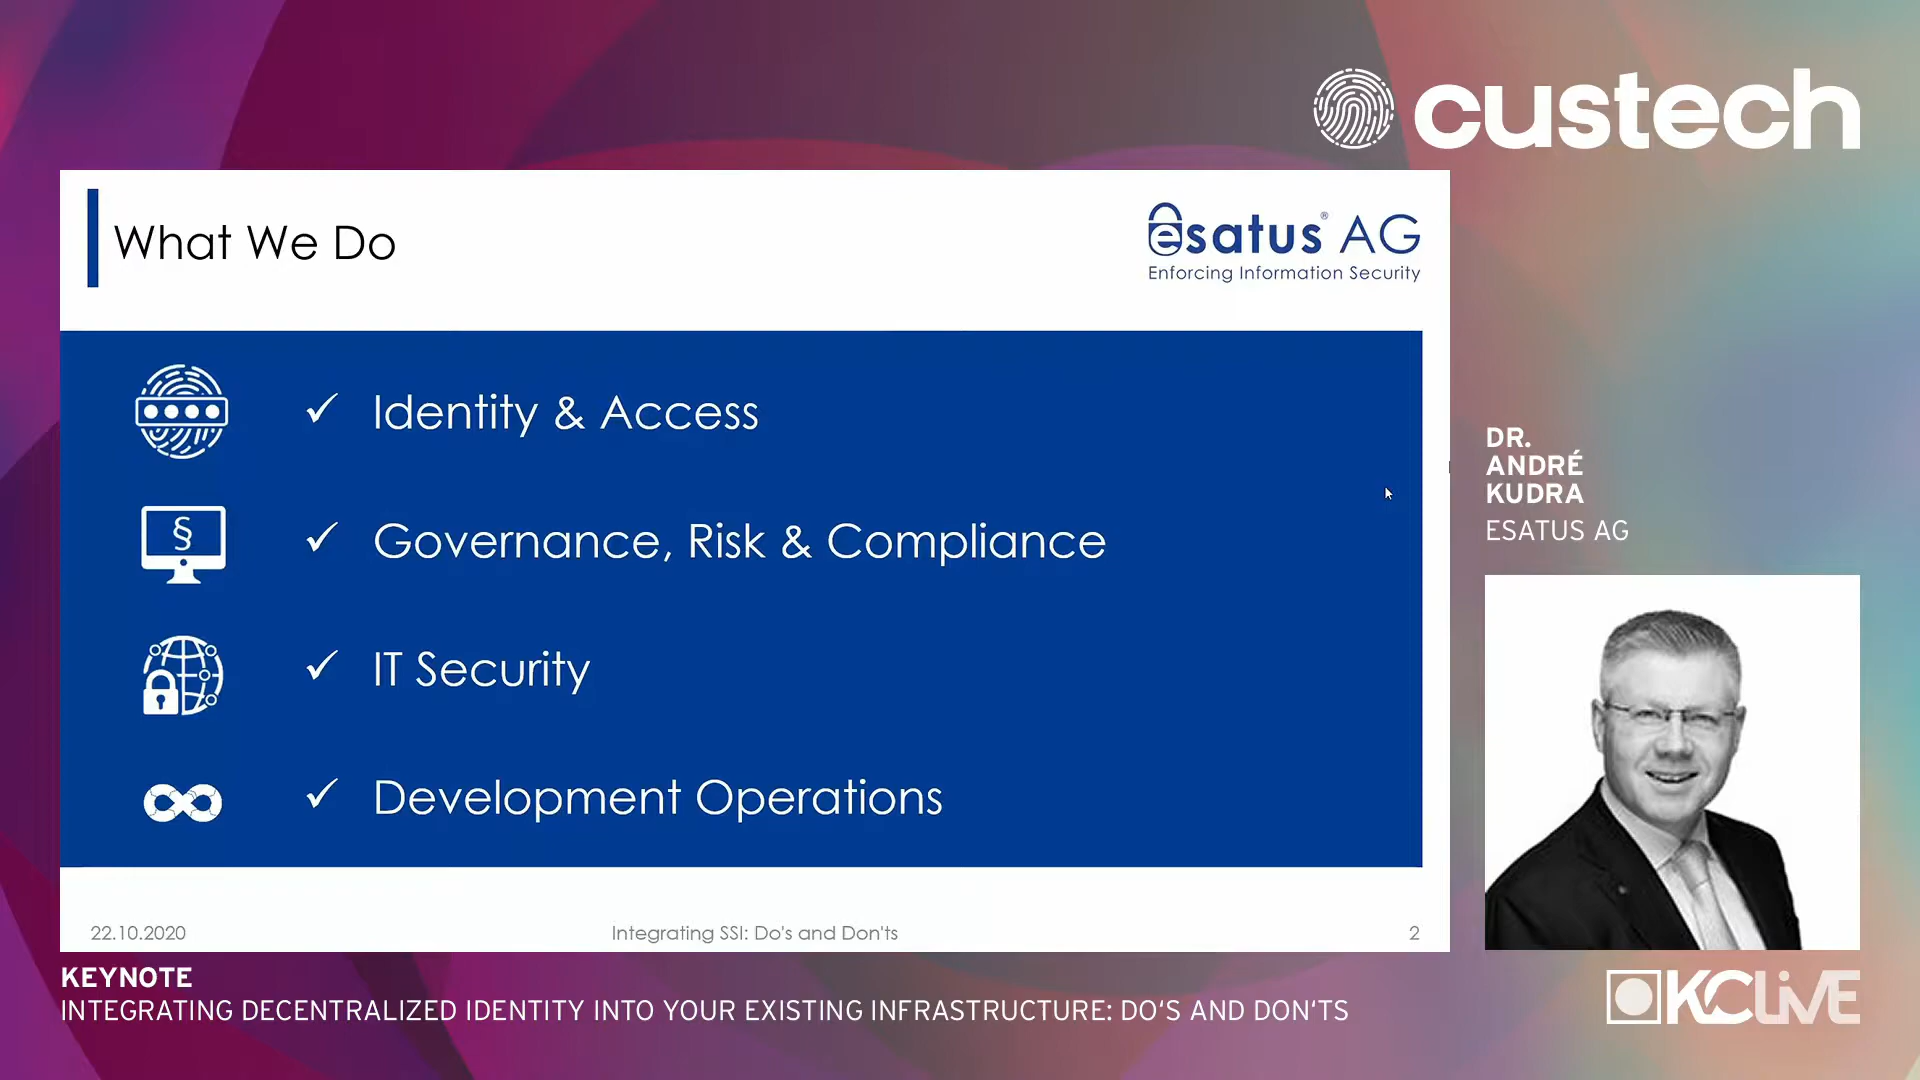 custech
What We Do
esatus® AG
Enforcing Information Security
✓ Identity & Access
§
✓ Governance, Risk & Compliance
✓ IT Security
✓ Development Operations
22.10.2020
Integrating SSI: Do's and Don'ts
2
DR.
ANDRÉ
KUDRA
ESATUS AG
KEYNOTE
INTEGRATING DECENTRALIZED IDENTITY INTO YOUR EXISTING INFRASTRUCTURE: DO‘S AND DON‘TS
KCLiVE